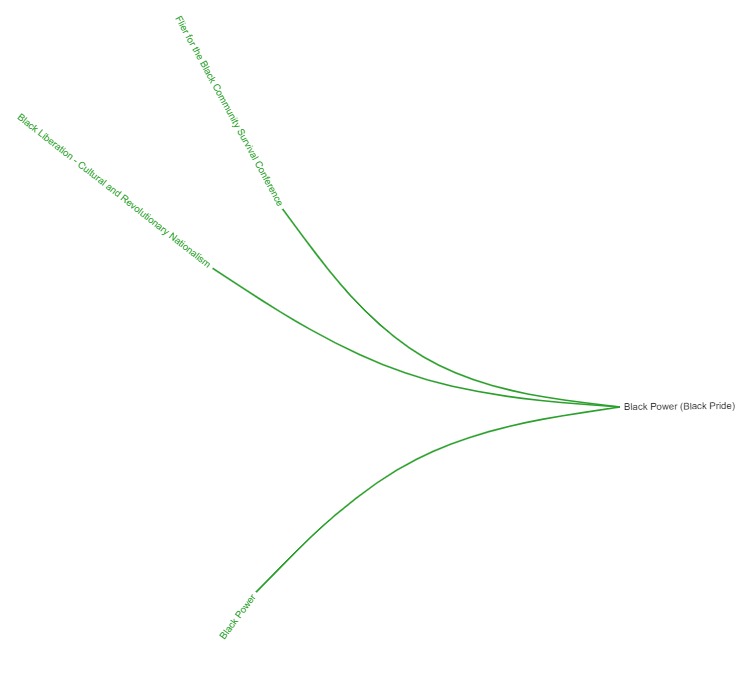 Flier for the Black Community Survival Conference
Black Liberation - Cultural and Revolutionary Nationalism
Black Power (Black Pride)
Black Power